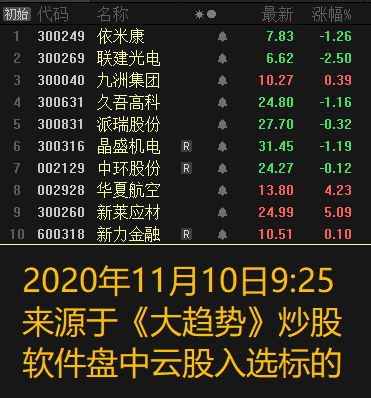 初始 代码 名称 最新 涨幅%
1 300249 依米康 7.83 -1.26
2 300269 联建光电 6.62 -2.50
3 300040 九洲集团 10.27 0.39
4 300631 久吾高科 24.80 -1.16
5 300831 派瑞股份 27.70 -0.32
6 300316 晶盛机电 R 31.45 -1.19
7 002129 中环股份 R 24.27 -0.12
8 002928 华夏航空 13.80 4.23
9 300260 新莱应材 24.99 5.09
10 600318 新力金融 R 10.51 0.10
2020年11月10日9:25
来源于《大趋势》炒股
软件盘中云股入选标的